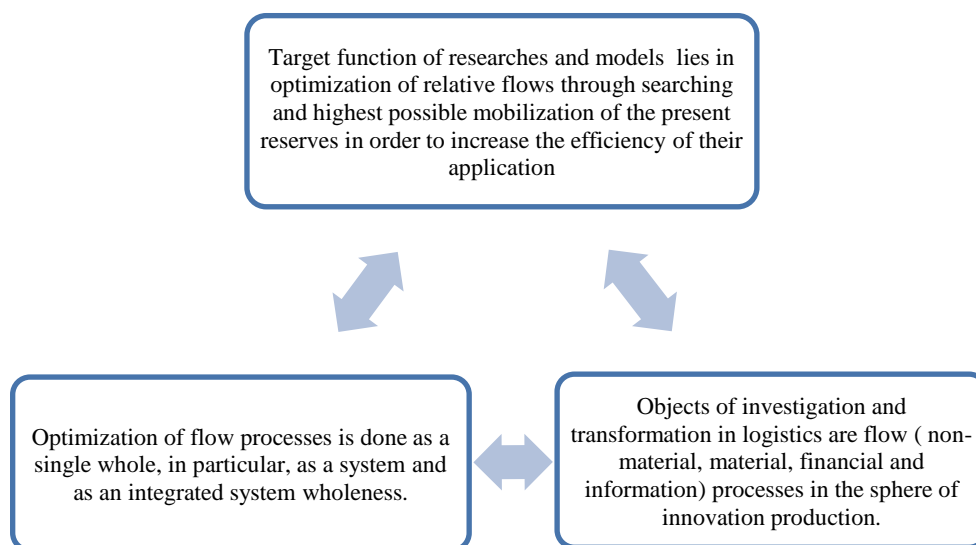 Target function of researches and models lies in
optimization of relative flows through searching
and highest possible mobilization of the present
reserves in order to increase the efficiency of their
application
Optimization of flow processes is done as a
single whole, in particular, as a system and
as an integrated system wholeness.
Objects of investigation and
transformation in logistics are flow ( non-
material, material, financial and
information) processes in the sphere of
innovation production.